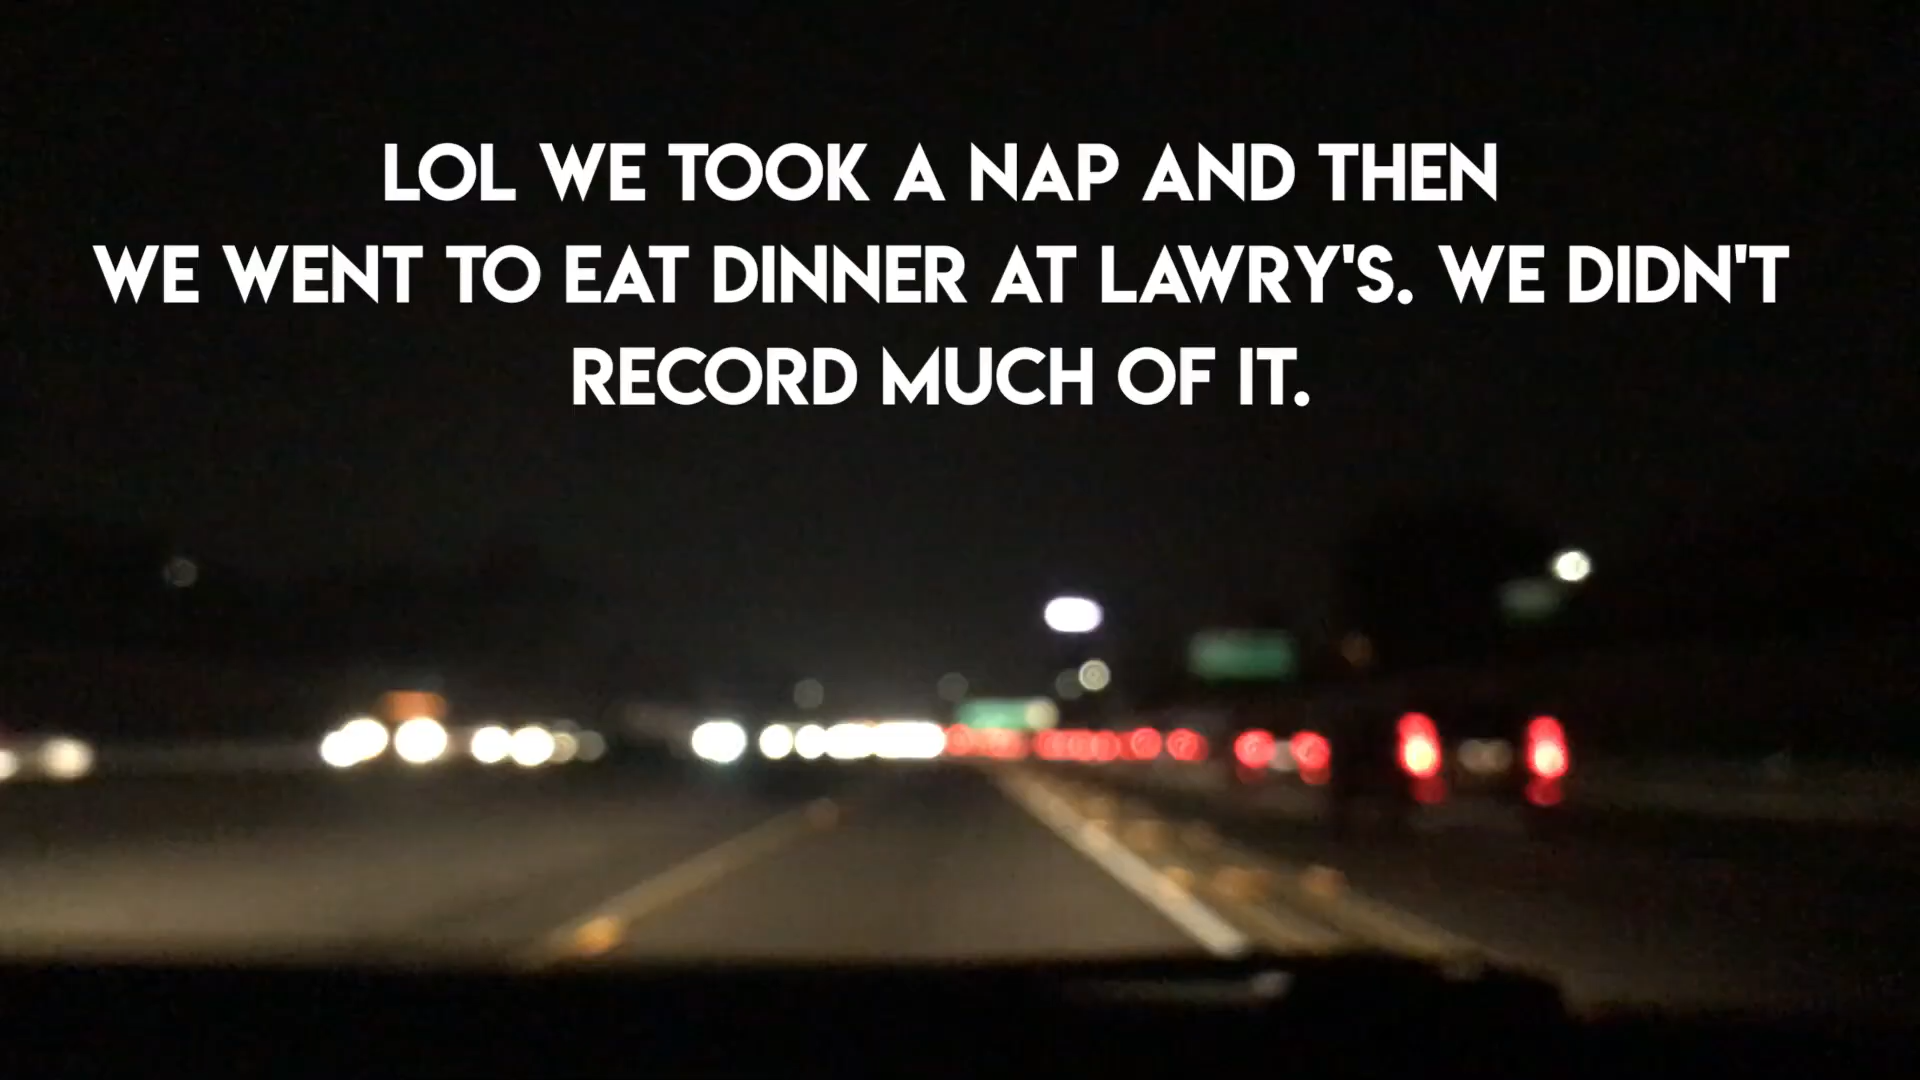 LOL WE TOOK A NAP AND THEN
WE WENT TO EAT DINNER AT LAWRY'S. WE DIDN'T
RECORD MUCH OF IT.